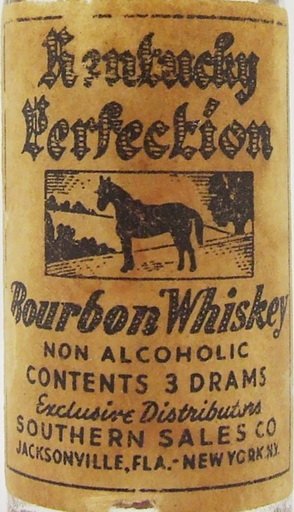 Kentucky
Perfection
Bourbon Whiskey
NON ALCOHOLIC
CONTENTS 3 DRAMS
Exclusive Distributors
SOUTHERN SALES CO
JACKSONVILLE, FLA.-NEW YORK N.Y.